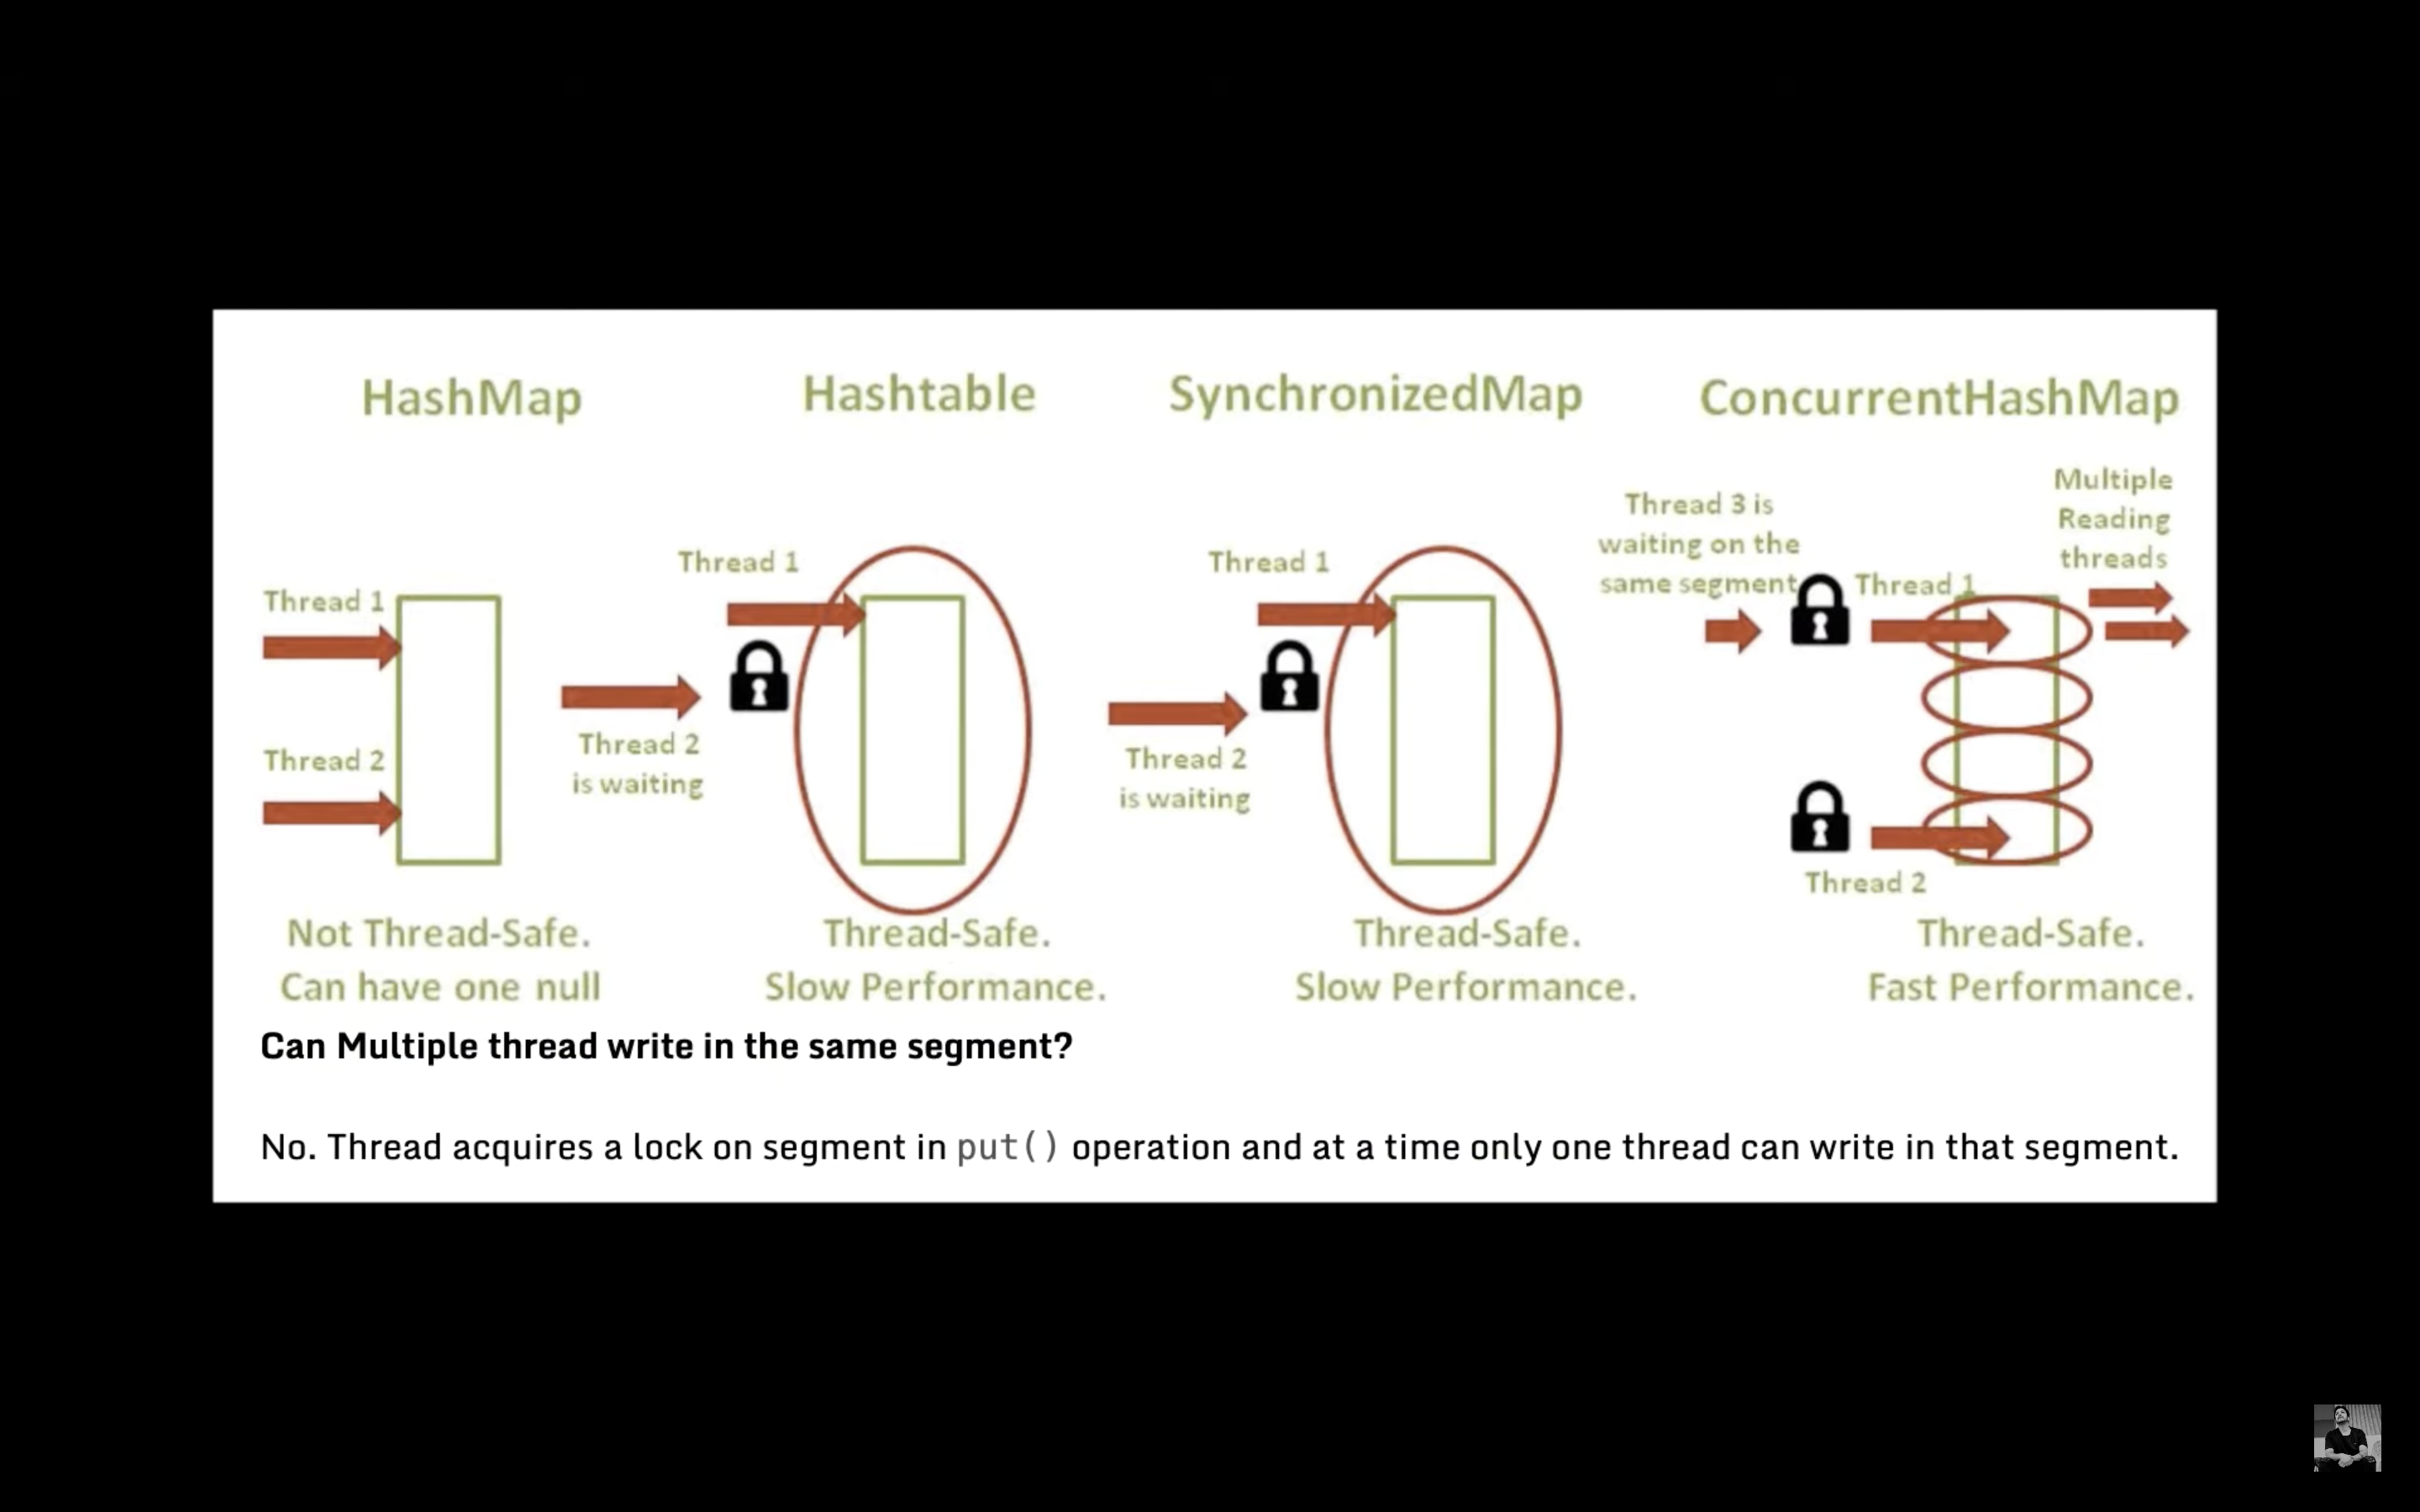 HashMap
Hashtable
SynchronizedMap
ConcurrentHashMap
Thread 1
Thread 2
Not Thread-Safe.
Can have one null
Thread 1
Thread 2
is waiting
Thread-Safe.
Slow Performance.
Thread 1
Thread 2
is waiting
Thread-Safe.
Slow Performance.
Thread 3 is
waiting on the
same segment
Thread 1
Multiple
Reading
threads
Thread 2
Thread-Safe.
Fast Performance.
Can Multiple thread write in the same segment?
No. Thread acquires a lock on segment in put() operation and at a time only one thread can write in that segment.